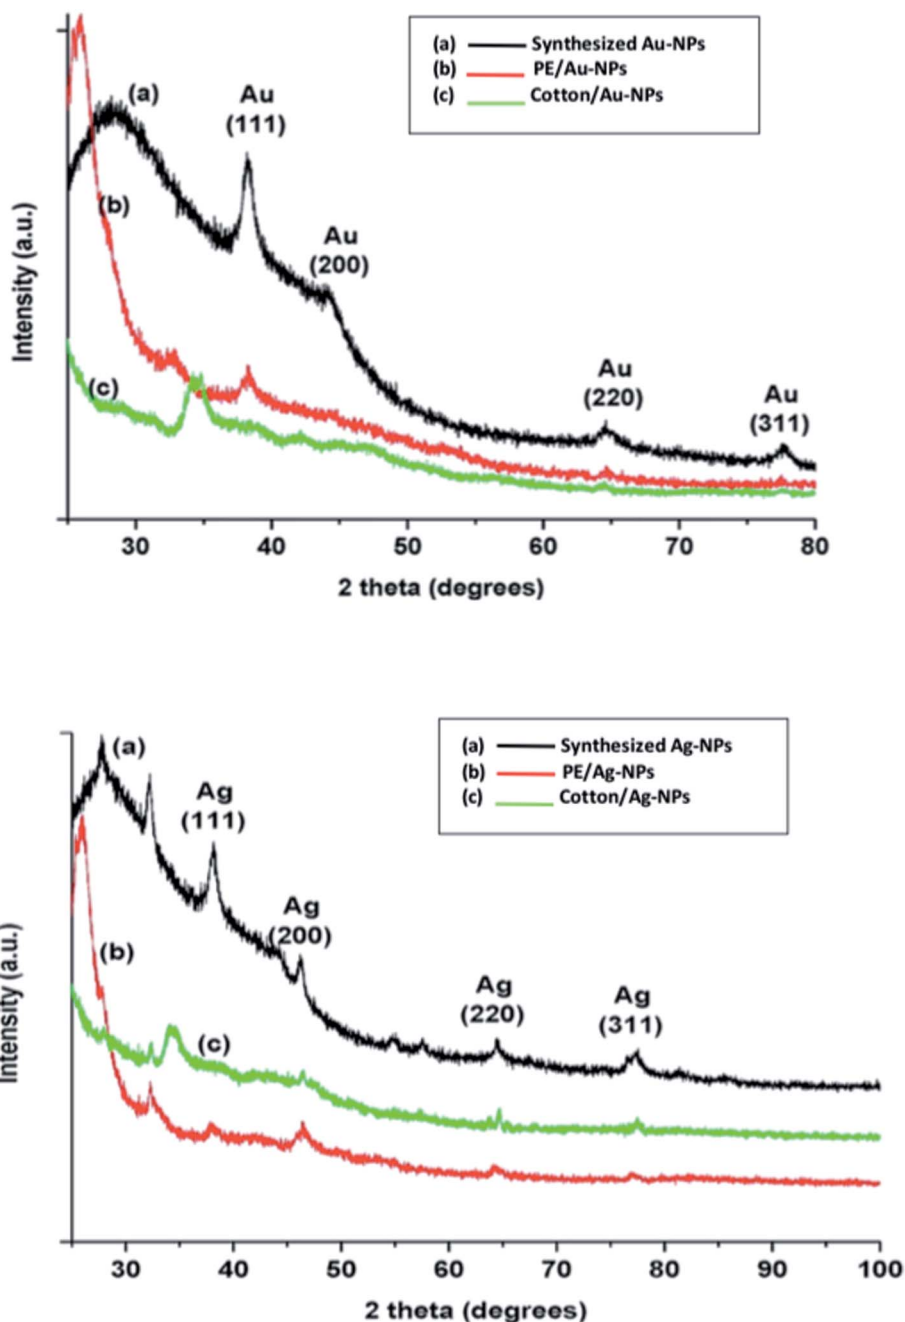 (a) Synthesized Au-NPs
(b) PE/Au-NPs
(c) Cotton/Au-NPs
(a)
Au
(111)
(b)
Au
(200)
(c)
Au
(220)
Au
(311)
Intensity (a.u.)
30 40 50 60 70 80
2 theta (degrees)
(a) Synthesized Ag-NPs
(b) PE/Ag-NPs
(c) Cotton/Ag-NPs
(a)
Ag
(111)
Ag
(200)
(b)
Ag
(220)
Ag
(311)
(c)
Intensity (a.u.)
30 40 50 60 70 80 90 100
2 theta (degrees)